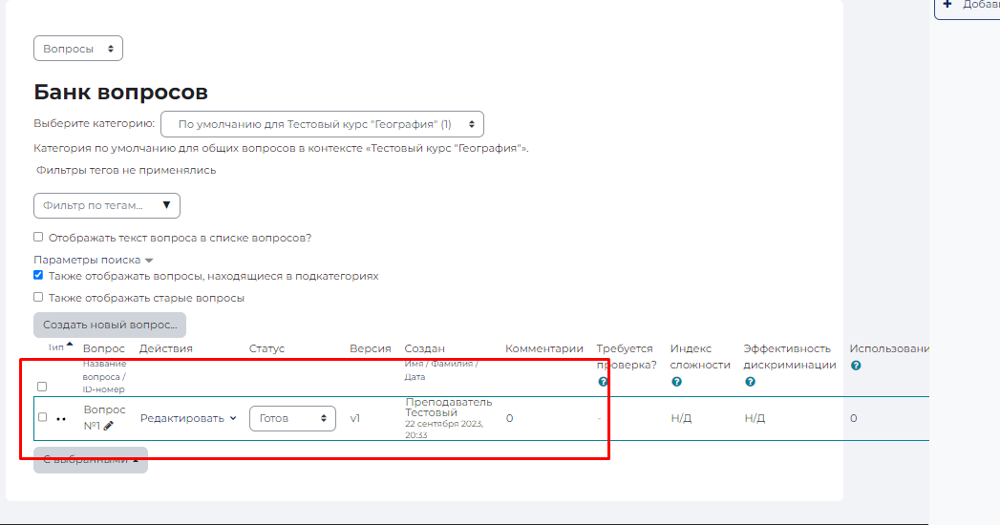 Добав
Вопросы
Банк вопросов
Выберите категорию: По умолчанию для Тестовый курс "География" (1)
Категория по умолчанию для общих вопросов в контексте «Тестовый курс "География"».
Фильтры тегов не применялись
Фильтр по тегам...
Отображать текст вопроса в списке вопросов?
Параметры поиска
Также отображать вопросы, находящиеся в подкатегориях
Также отображать старые вопросы
Создать новый вопрос...
Тип Вопрос Действия Статус Версия Создан Комментарии Требуется Индекс Эффективность Использовани
Название Имя / Фамилия / проверка? сложности дискриминации
вопроса / Дата
ID-номер
Вопрос Редактировать Готов v1 Преподаватель 0 - Н/Д Н/Д 0
№1 Тестовый
22 сентября 2023,
20:33
С выбранными